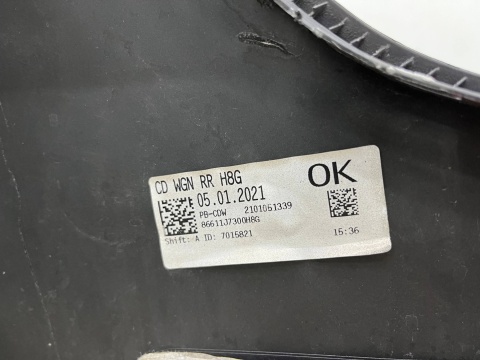 CD WGN RR H8G
OK
05.01.2021
PB-CDW 2101051339
86611J7300H8G
Shift: A ID: 7015821
15:36